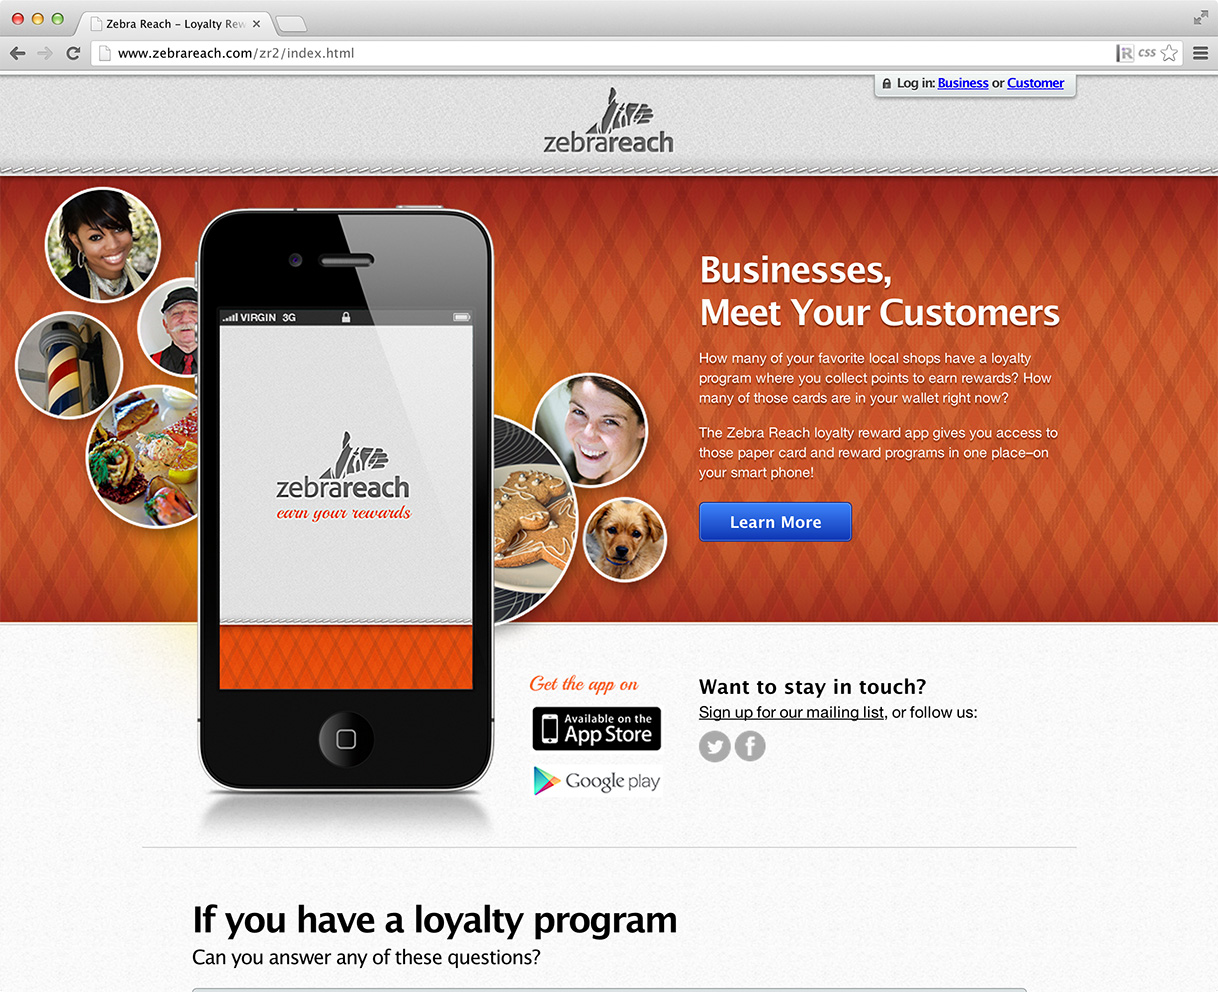 Zebra Reach – Loyalty Rew
www.zebrareach.com/zr2/index.html
R css
Log in: Business or Customer
zebrareach
VIRGIN 3G
zebrareach
earn your rewards
Businesses,
Meet Your Customers
How many of your favorite local shops have a loyalty
program where you collect points to earn rewards? How
many of those cards are in your wallet right now?
The Zebra Reach loyalty reward app gives you access to
those paper card and reward programs in one place–on
your smart phone!
Learn More
Get the app on
Available on the
App Store
Google play
Want to stay in touch?
Sign up for our mailing list, or follow us:
If you have a loyalty program
Can you answer any of these questions?